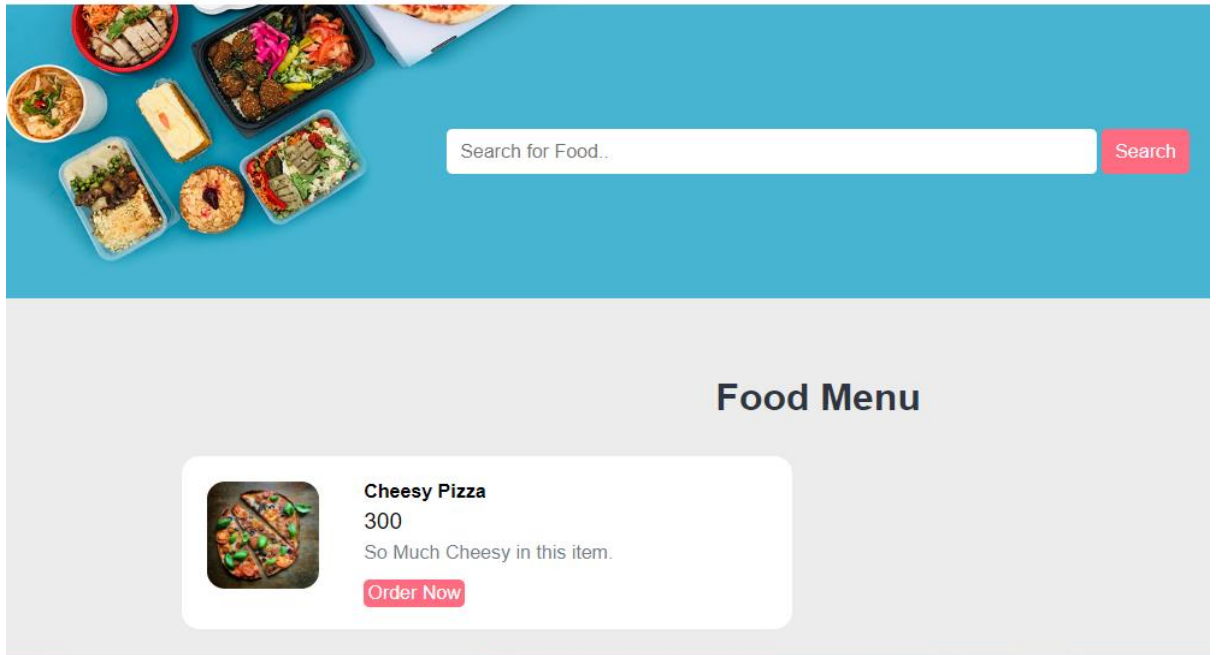 Search for Food..
Search
Food Menu
Cheesy Pizza
300
So Much Cheesy in this item.
Order Now